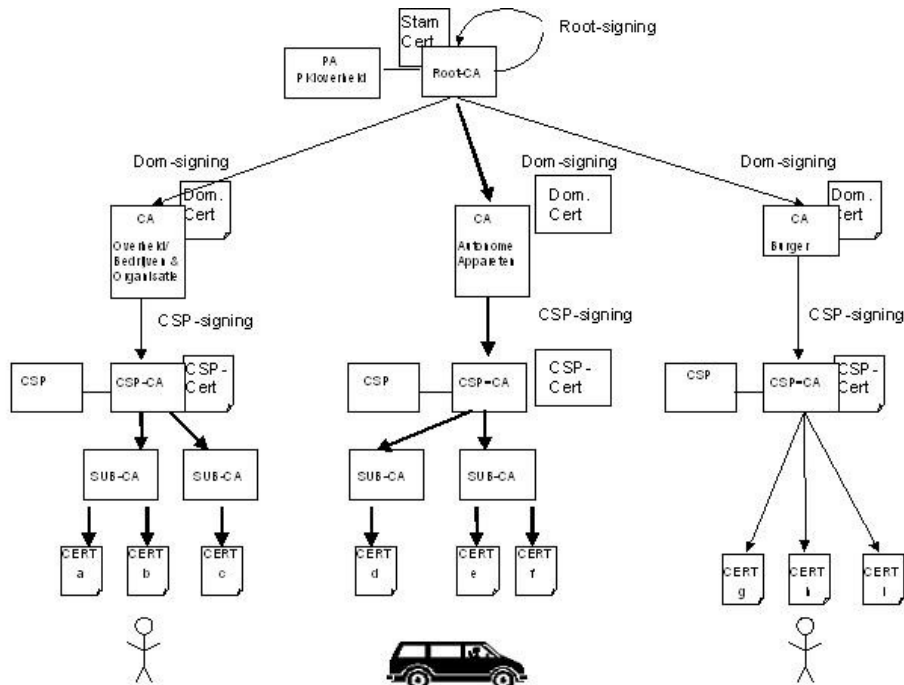 Stam
Cert
Root-signing
PA
PKIoverheid
Root-CA
Dom-signing
Dom-signing
Dom-signing
Dom.
Cert
Dom.
Cert
Dom.
Cert
CA
Overheid/
Bedrijven &
Organisatie
CA
Autonome
Apparaten
CA
Burger
CSP-signing
CSP-signing
CSP-signing
CSP
CSP-CA
CSP-
Cert
CSP
CSP-CA
CSP-
Cert
CSP
CSP-CA
CSP-
Cert
SUB-CA
SUB-CA
SUB-CA
SUB-CA
CERT
a
CERT
b
CERT
c
CERT
d
CERT
e
CERT
f
CERT
g
CERT
h
CERT
i